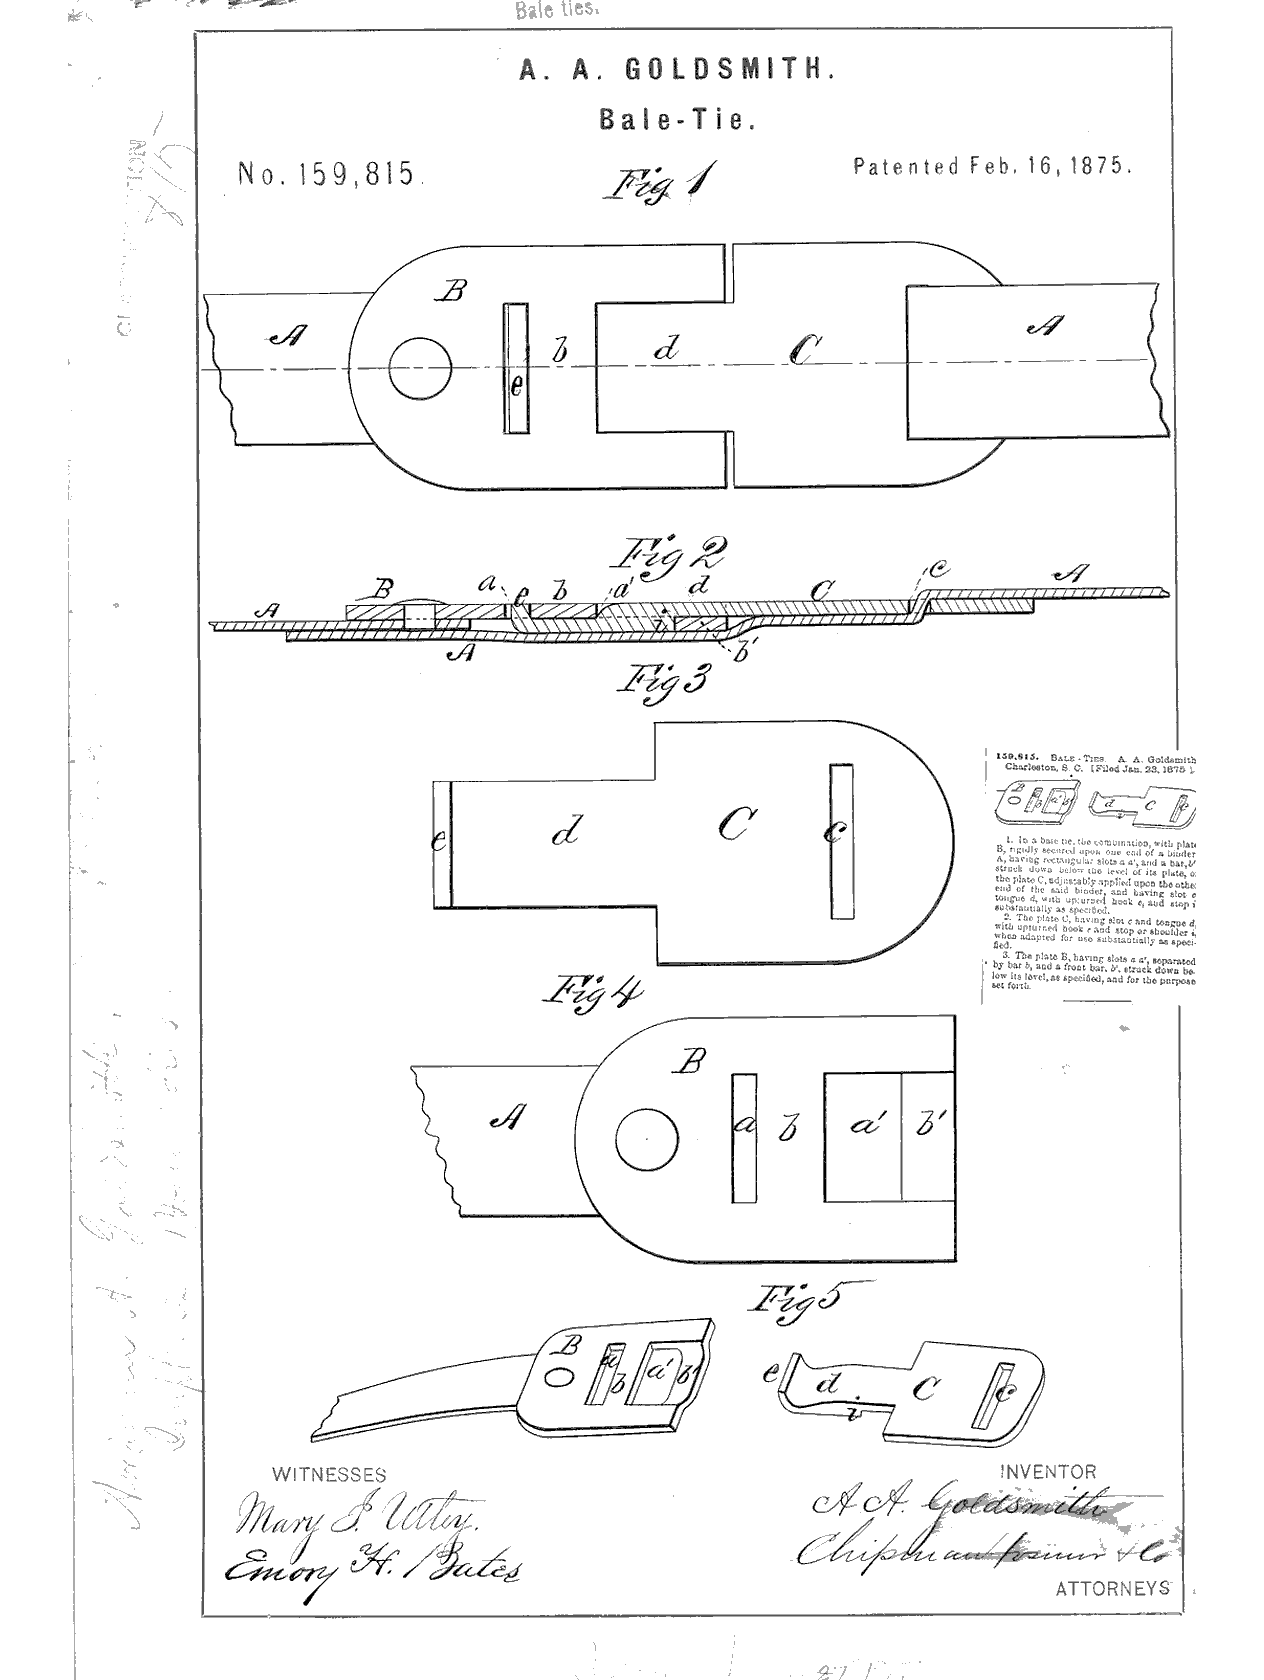 Bale ties.
A. A. GOLDSMITH.
Bale-Tie.
No. 159,815.
Patented Feb. 16, 1875.
Fig 1
B
A
A
b
d
C
e
Fig 2
B
a
e
b
a'
d
C
c
A
A
A
b'
Fig 3
e
d
C
c
159,815. BALE-TIES. A. A. Goldsmith
Charleston, S. C. [Filed Jan. 23, 1875.]
B
b
a'
b'
d
C
c
1. In a bale tie, the combination, with plate
B, rigidly secured upon one end of a binder
A, having rectangular slots a a', and a bar, b'
struck down below the level of its plate, o
the plate C, adjustably applied upon the othe
end of the said binder, and having slot c
tongue d, with upturned hook e, and stop i
substantially as specified.
2. The plate C, having slot c and tongue d,
with upturned hook e and stop or shoulder i,
when adapted for use substantially as speci-
fied.
3. The plate B, having slots a a', separated
by bar b, and a front bar, b', struck down be-
low its level, as specified, and for the purpose
set forth.
Fig 4
B
A
a
b
a'
b'
Fig 5
B
a
b
a'
b'
e
d
C
c
i
WITNESSES
INVENTOR
Mary J. Utley.
A A. Goldsmith
Emory H. Bates
Chipman & Co
ATTORNEYS